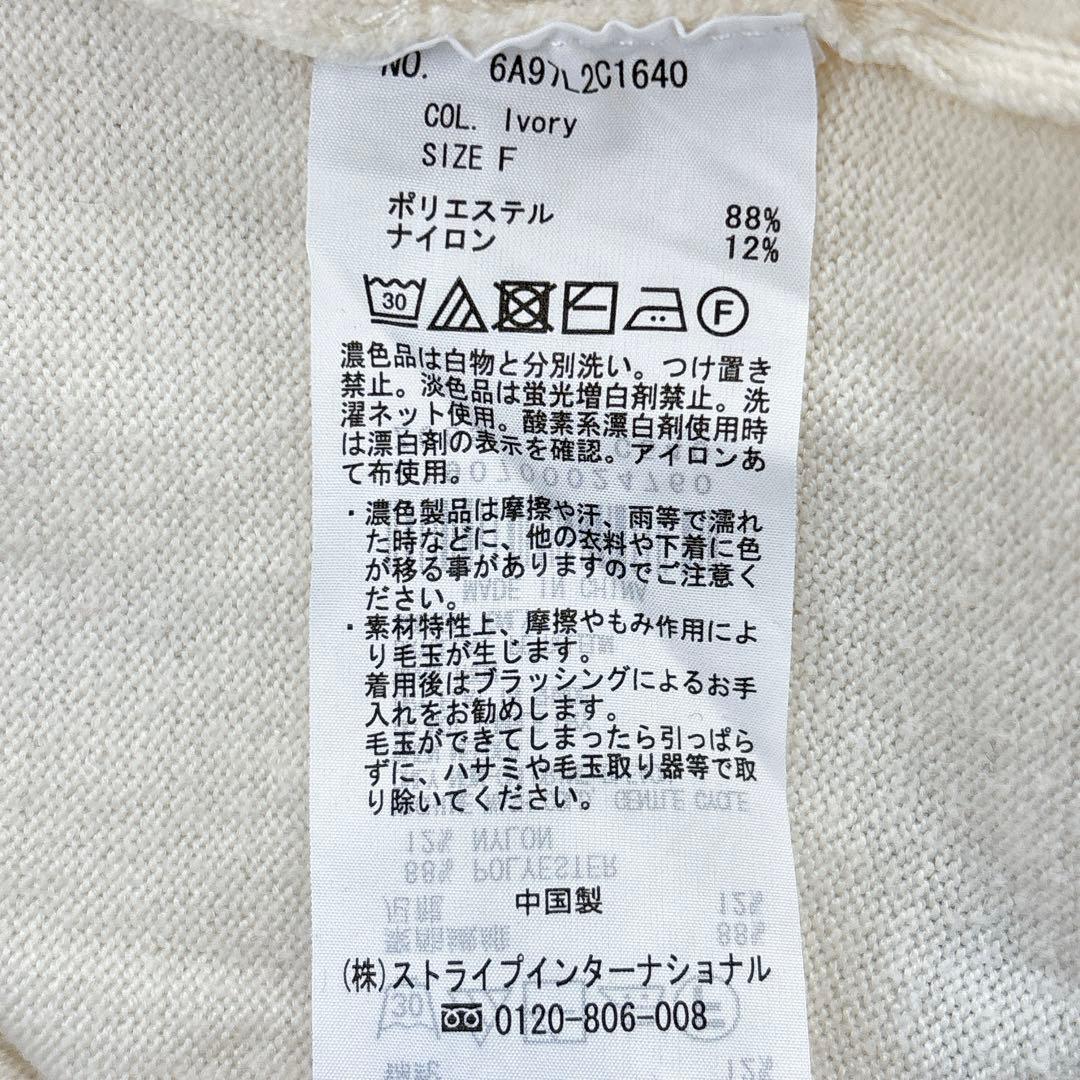 NO. 6A97L2C1640
COL. Ivory
SIZE F
ポリエステル 88%
ナイロン 12%
30 F
濃色品は白物と分別洗い。つけ置き
禁止。淡色品は蛍光増白剤禁止。洗
濯ネット使用。酸素系漂白剤使用時
は漂白剤の表示を確認。アイロンあ
て布使用。
・濃色製品は摩擦や汗、雨等で濡れ
た時などに、他の衣料や下着に色
が移る事がありますのでご注意く
ださい。
・素材特性上、摩擦やもみ作用によ
り毛玉が生じます。
着用後はブラッシングによるお手
入れをお勧めします。
毛玉ができてしまったら引っぱら
ずに、ハサミや毛玉取り器等で取
り除いてください。
GENTLE CYCLE
12% NYLON
88% POLYESTER
中国製
(株)ストライプインターナショナル
0120-806-008